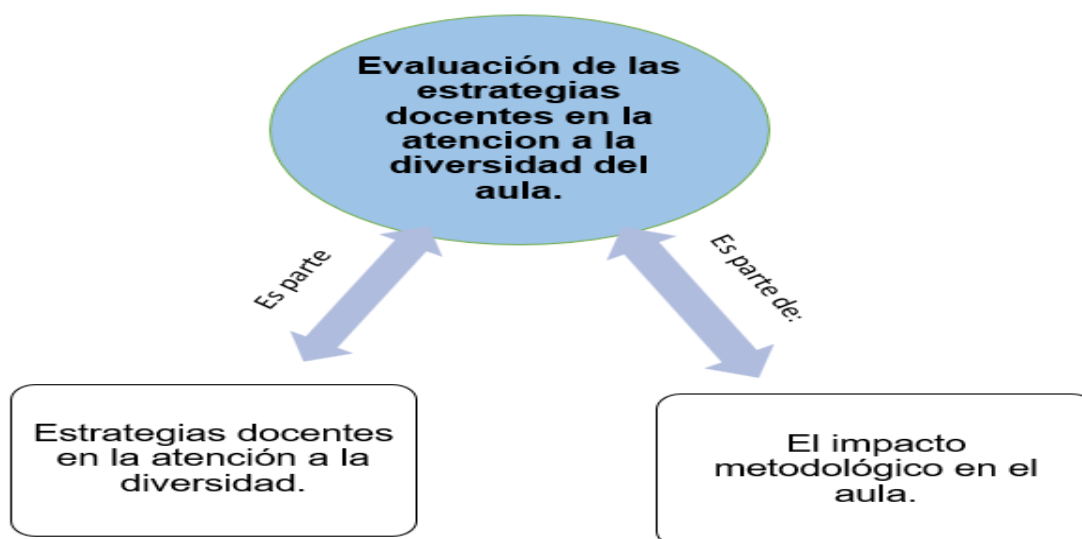 Evaluación de las
estrategias
docentes en la
atencion a la
diversidad del
aula.
Es parte
Es parte de:
Estrategias docentes
en la atención a la
diversidad.
El impacto
metodológico en el
aula.